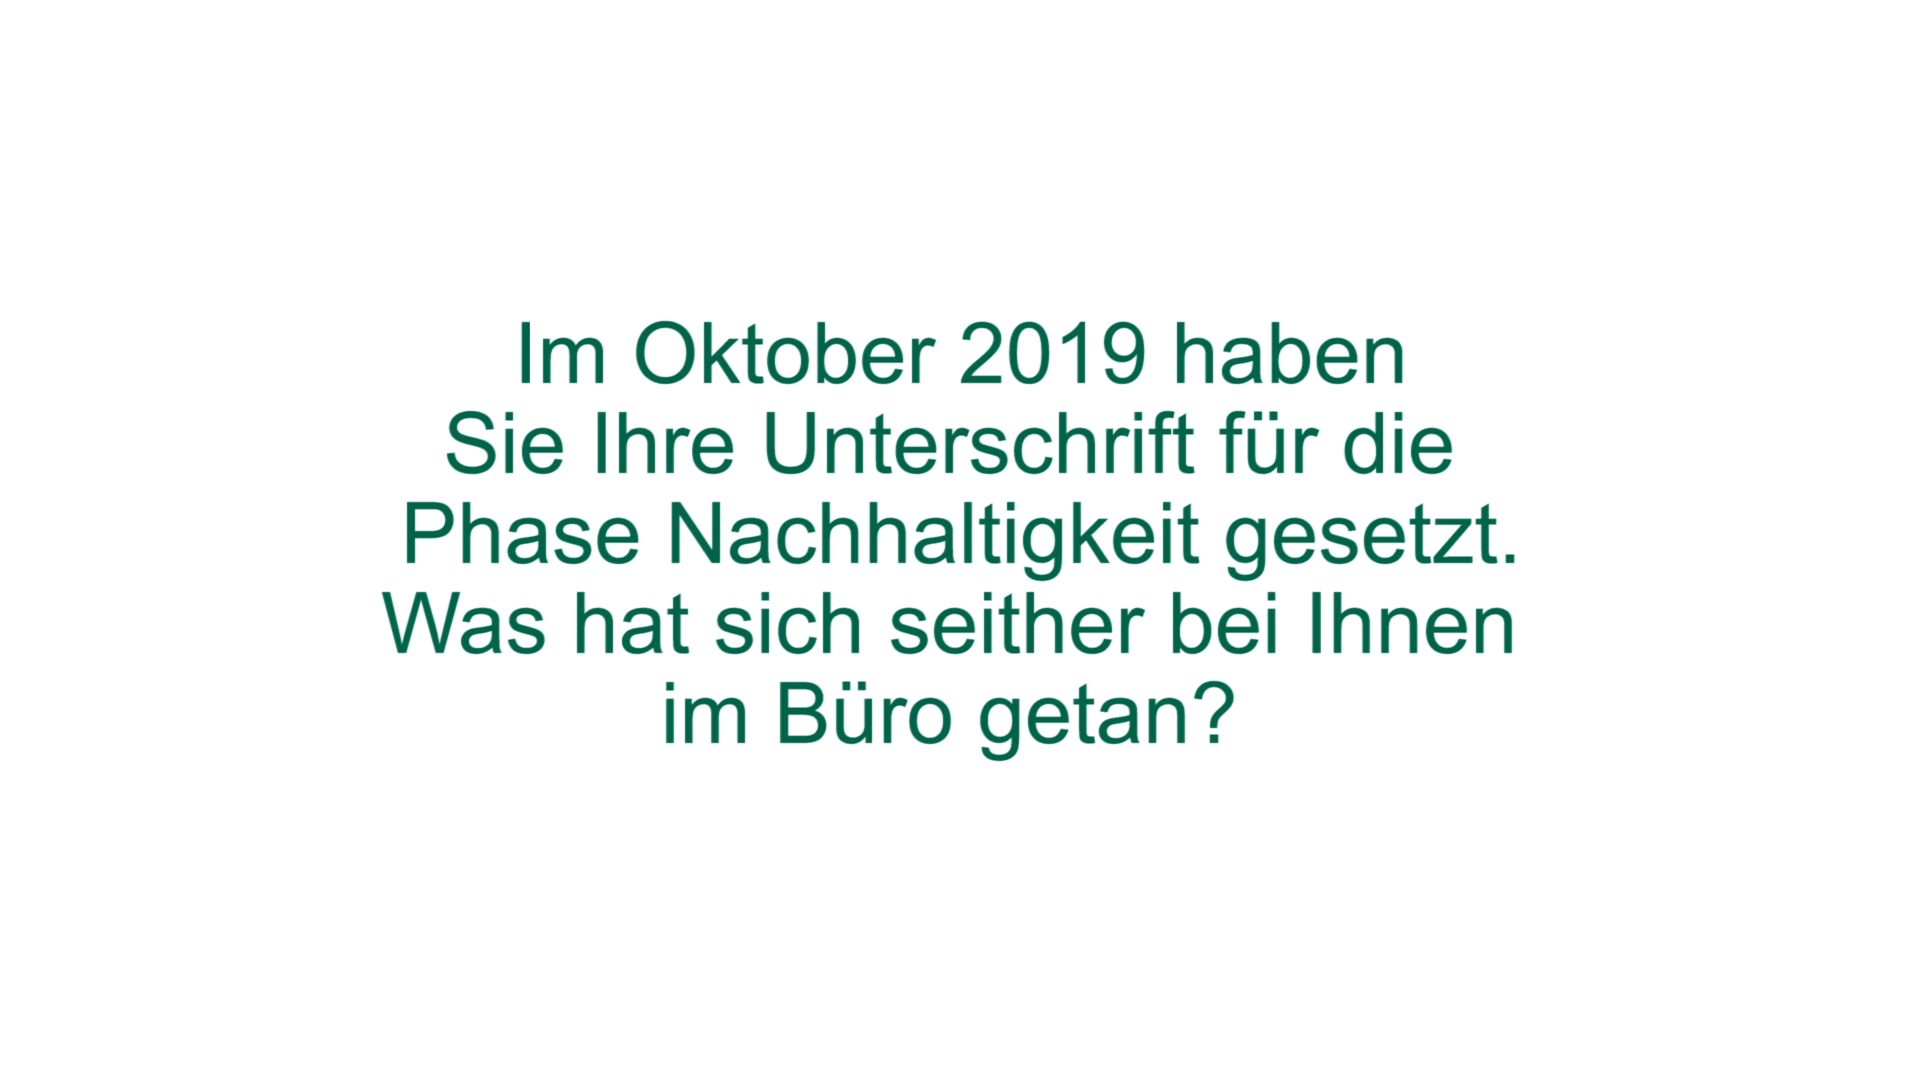 Im Oktober 2019 haben
Sie Ihre Unterschrift für die
Phase Nachhaltigkeit gesetzt.
Was hat sich seither bei Ihnen
im Büro getan?